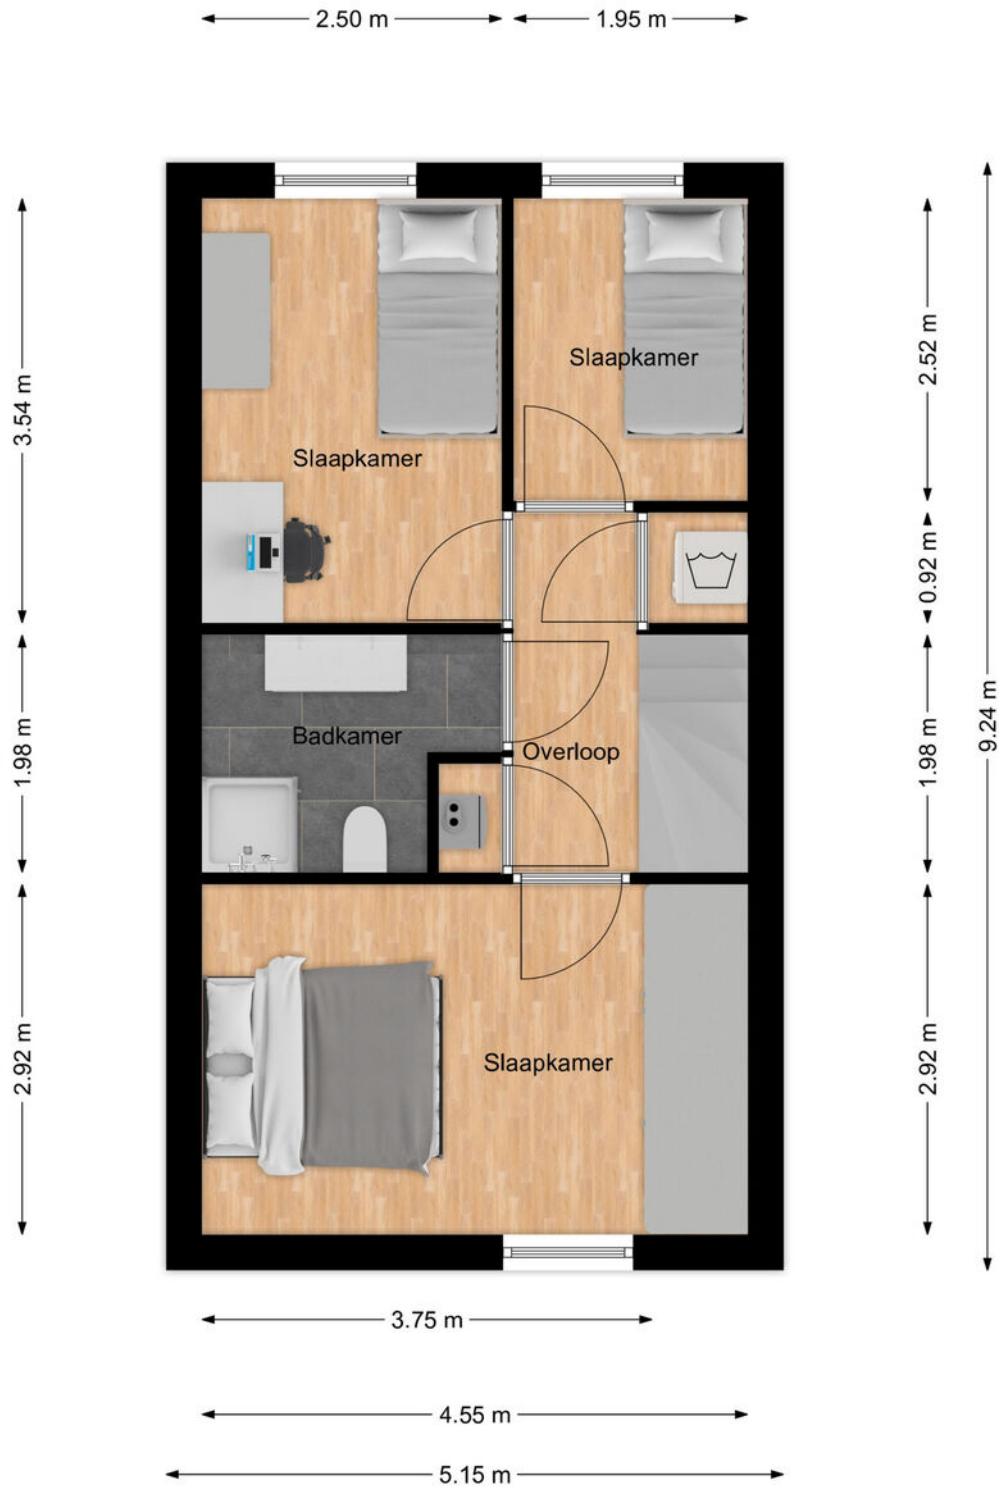 2.50 m
1.95 m
3.54 m
2.52 m
Slaapkamer
Slaapkamer
0.92 m
9.24 m
1.98 m
Badkamer
Overloop
1.98 m
2.92 m
Slaapkamer
2.92 m
3.75 m
4.55 m
5.15 m